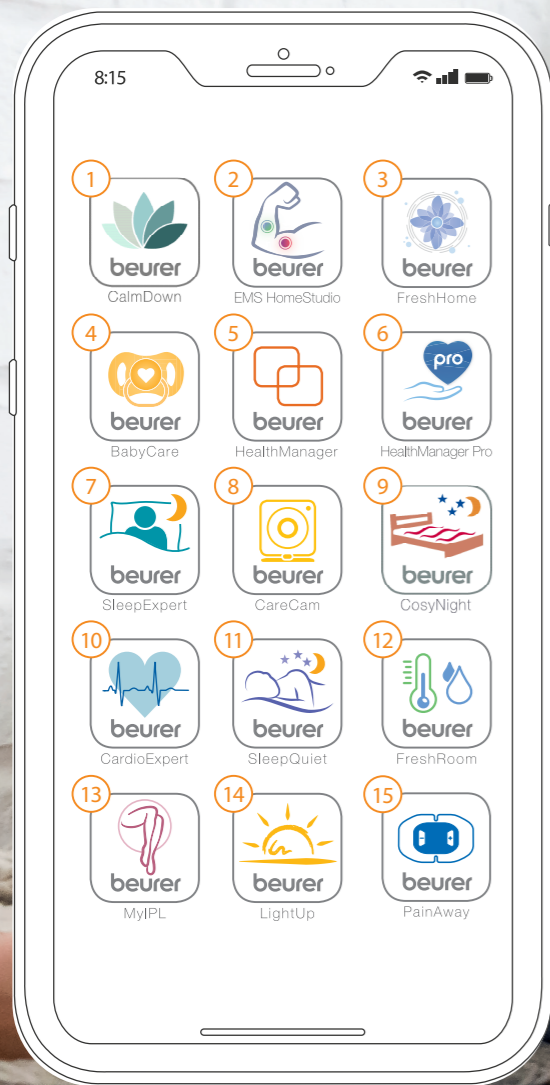 8:15
1 2 3
beurer beurer beurer
CalmDown EMS HomeStudio FreshHome
4 5 6
pro
beurer beurer beurer
BabyCare HealthManager HealthManager Pro
7 8 9
beurer beurer beurer
SleepExpert CareCam CosyNight
10 11 12
beurer beurer beurer
CardioExpert SleepQuiet FreshRoom
13 14 15
beurer beurer beurer
MyIPL LightUp PainAway